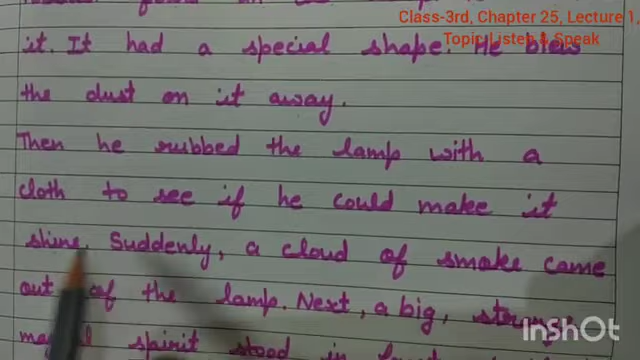 it. It had a special shape. He blew
the dust on it away.
Then he rubbed the lamp with a
cloth to see if he could make it
shine. Suddenly, a cloud of smoke came
out of the lamp. Next, a big, strong
spirit stood in
Class-3rd, Chapter 25, Lecture 1,
Topic Listen & Speak
InShOt